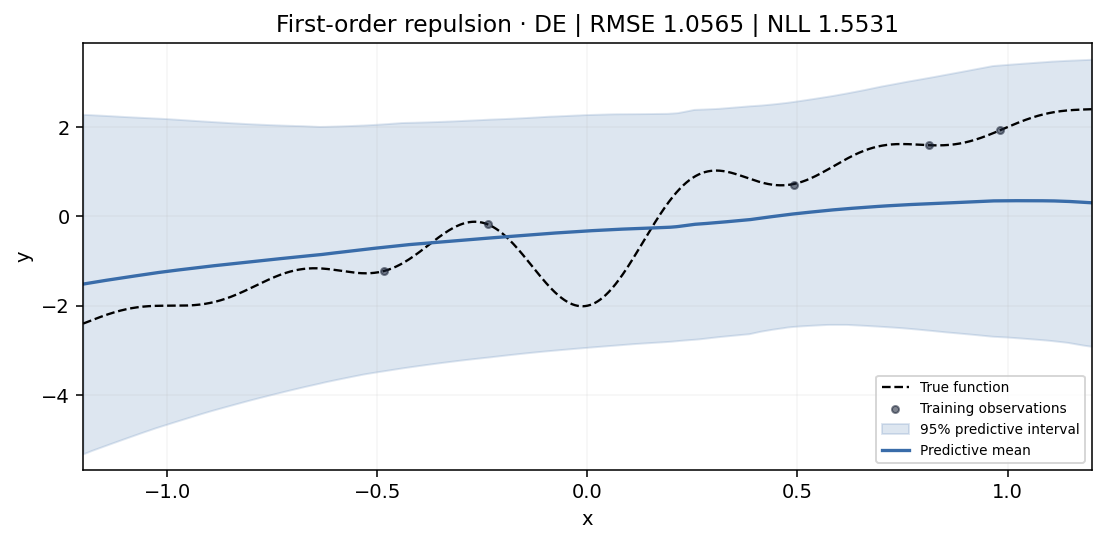 First-order repulsion · DE | RMSE 1.0565 | NLL 1.5531
y
2
0
−2
−4
True function
Training observations
95% predictive interval
Predictive mean
−1.0 −0.5 0.0 0.5 1.0
x